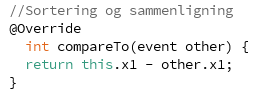 //Sortering og sammenligning
@Override
int compareTo(event other) {
return this.x1 - other.x1;
}